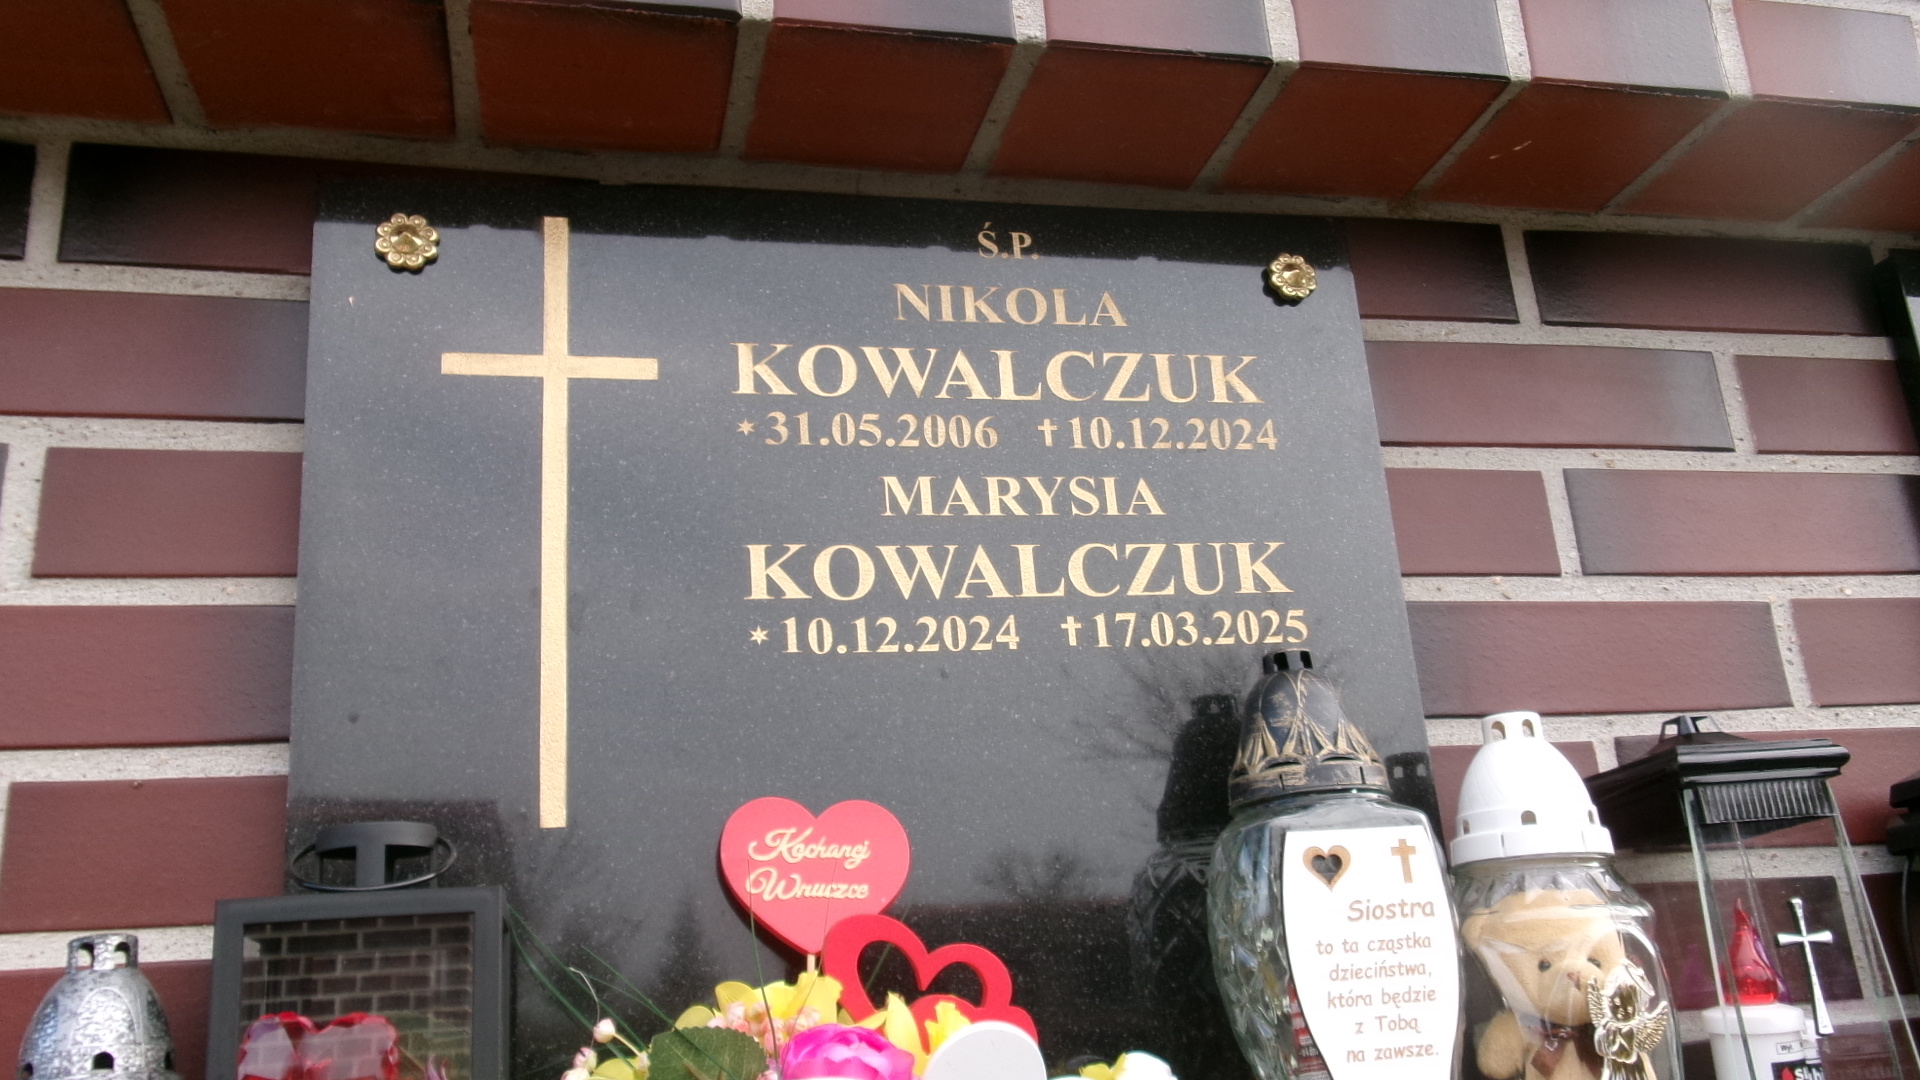 Ś.P.
NIKOLA
KOWALCZUK
*31.05.2006 †10.12.2024
MARYSIA
KOWALCZUK
*10.12.2024 †17.03.2025
Kochanej
Wnuczce
Siostra
to ta cząstka
dzieciństwa,
która będzie
z Tobą
na zawsze.